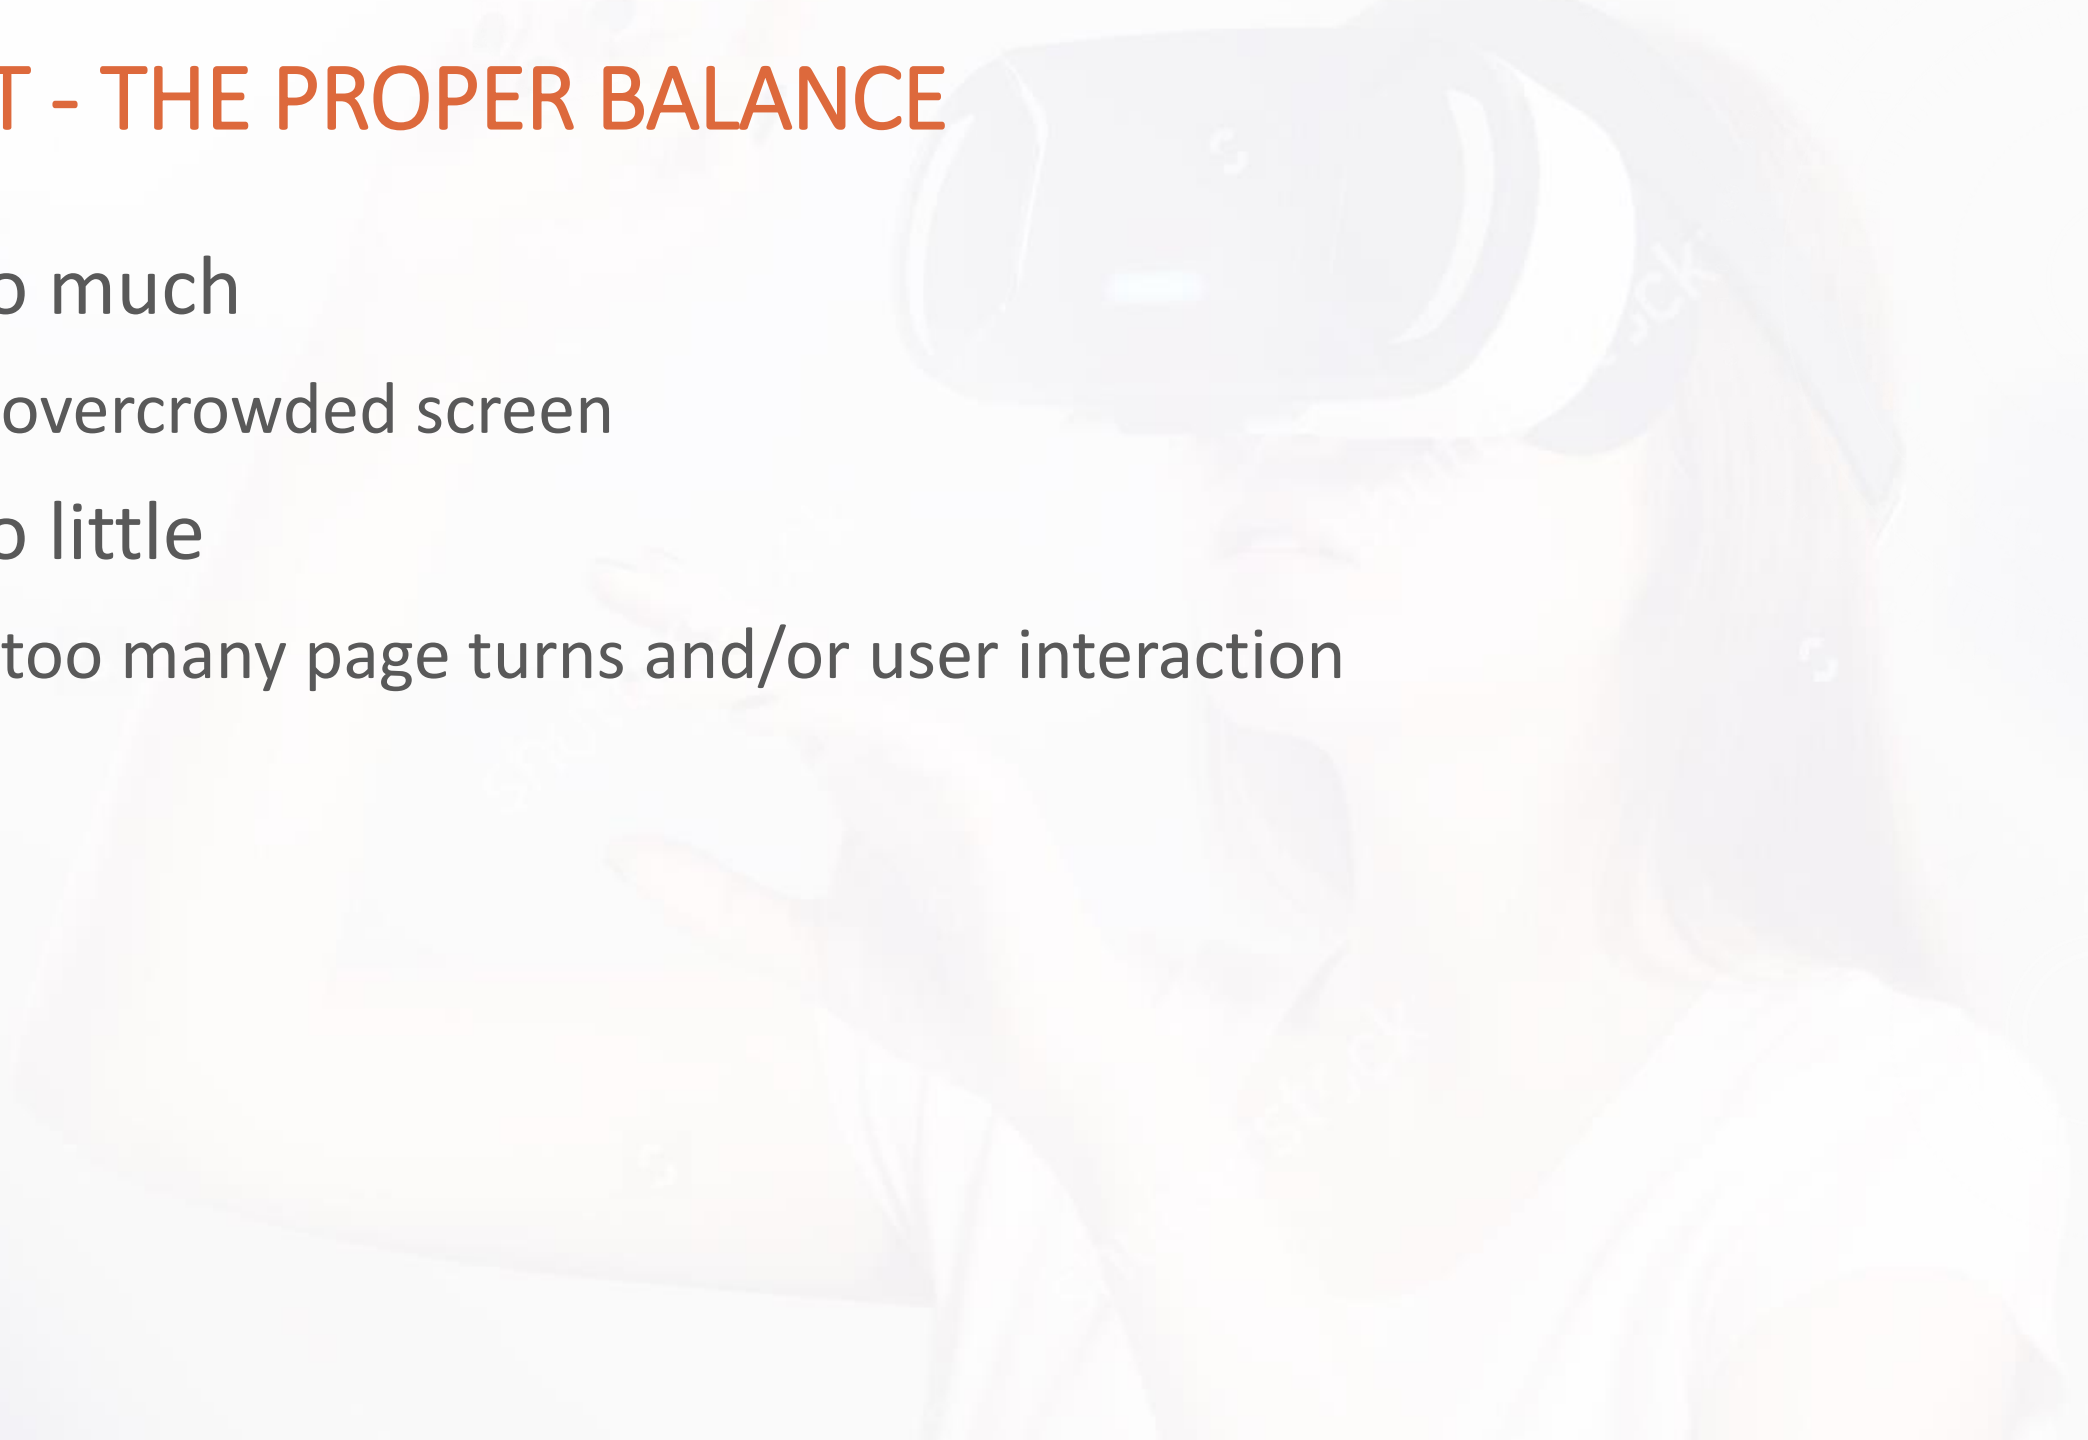 T - THE PROPER BALANCE
o much
overcrowded screen
o little
too many page turns and/or user interaction